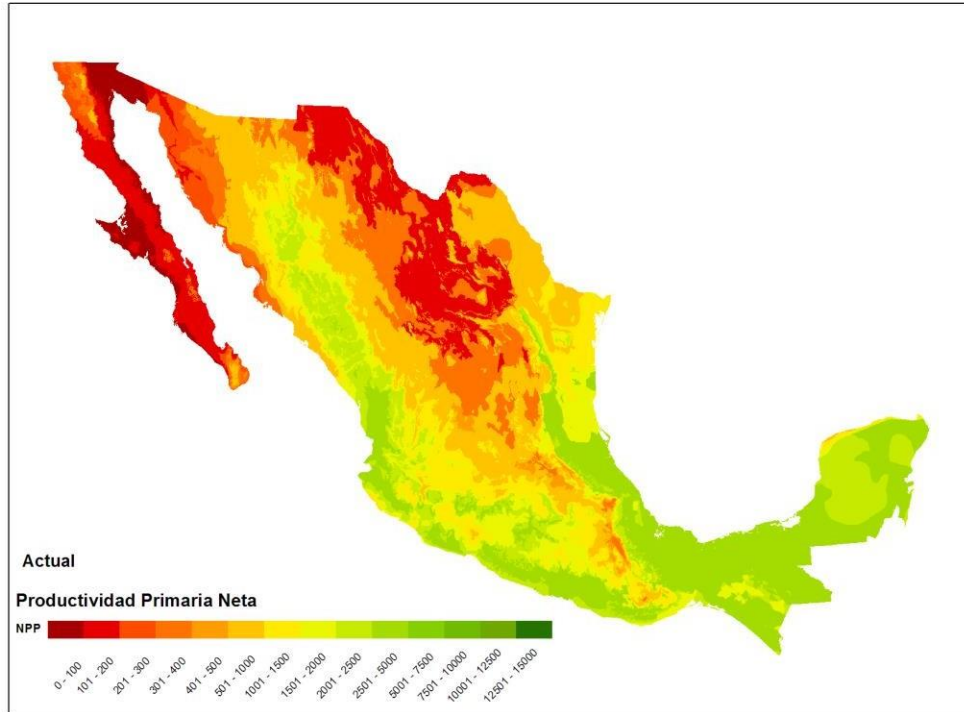 Actual
Productividad Primaria Neta
NPP
0 - 100
101 - 200
201 - 300
301 - 400
401 - 500
501 - 1000
1001 - 1500
1501 - 2000
2001 - 2500
2501 - 5000
5001 - 7500
7501 - 10000
10001 - 12500
12501 - 15000